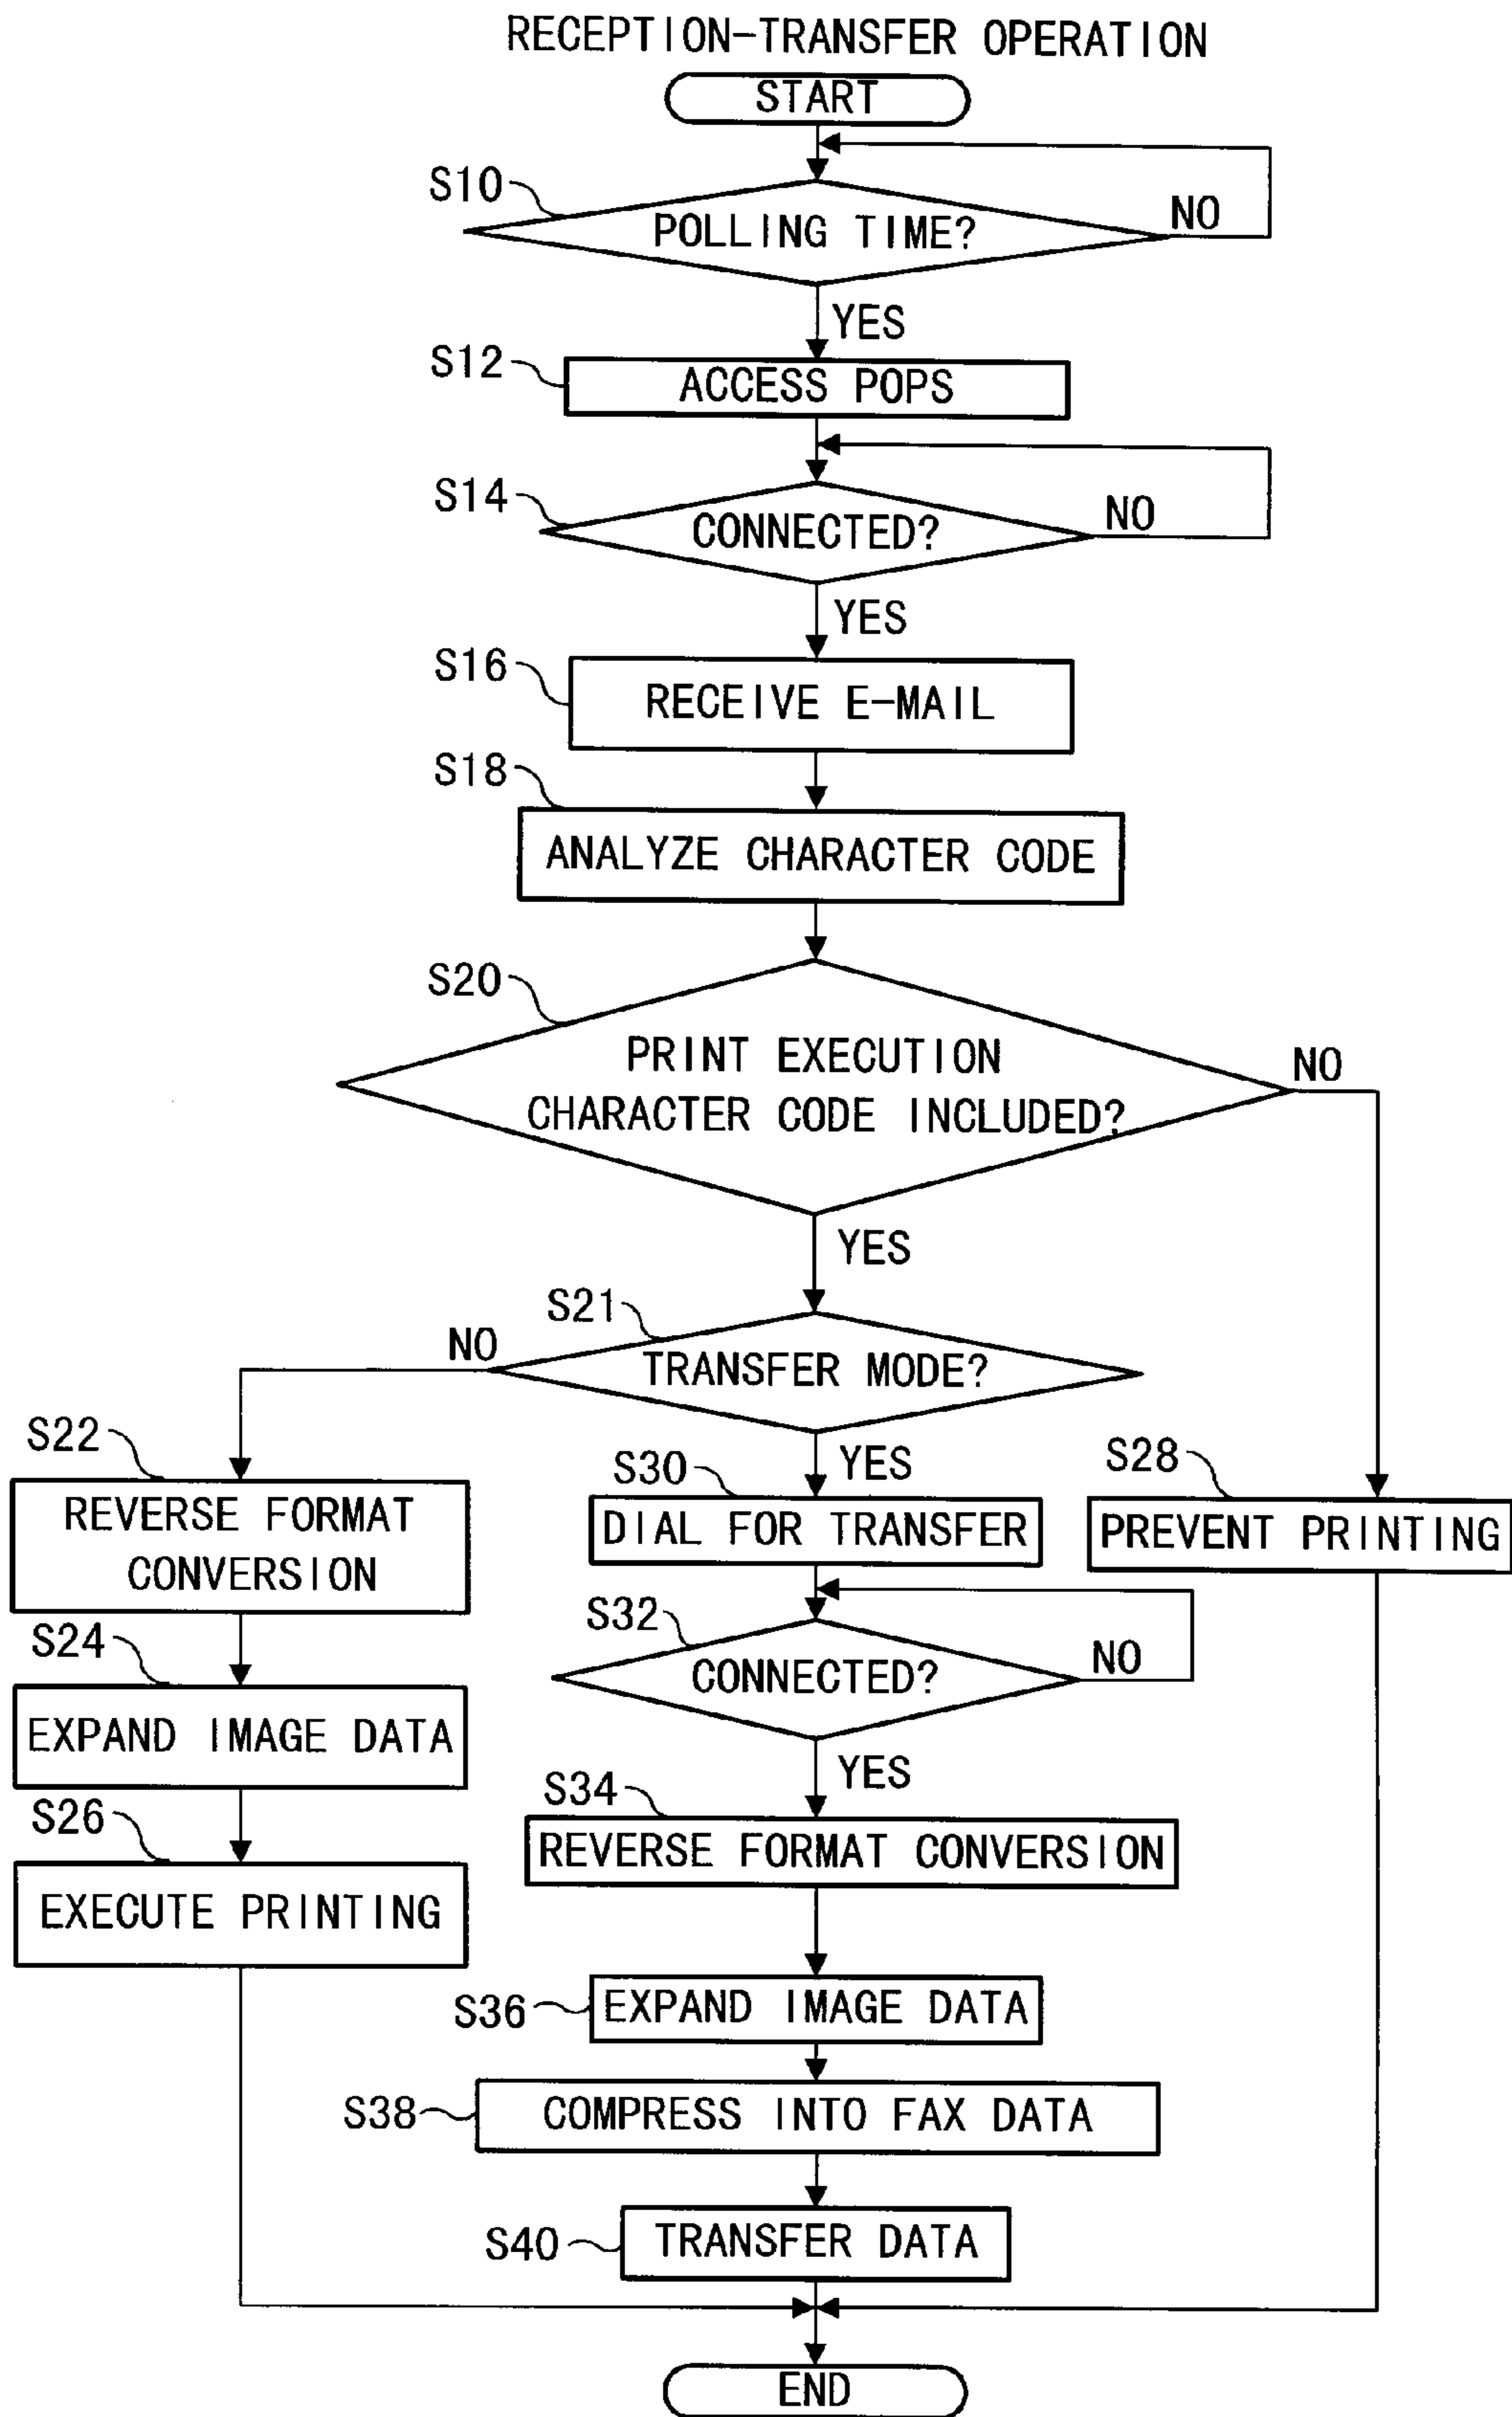 RECEPTION-TRANSFER OPERATION
START
S10
POLLING TIME?
NO
YES
S12
ACCESS POPS
S14
CONNECTED?
NO
YES
S16
RECEIVE E-MAIL
S18
ANALYZE CHARACTER CODE
S20
PRINT EXECUTION
CHARACTER CODE INCLUDED?
NO
YES
S21
TRANSFER MODE?
NO
YES
S22
REVERSE FORMAT
CONVERSION
S24
EXPAND IMAGE DATA
S26
EXECUTE PRINTING
S30
DIAL FOR TRANSFER
S32
CONNECTED?
NO
YES
S34
REVERSE FORMAT CONVERSION
S36
EXPAND IMAGE DATA
S38
COMPRESS INTO FAX DATA
S40
TRANSFER DATA
S28
PREVENT PRINTING
END